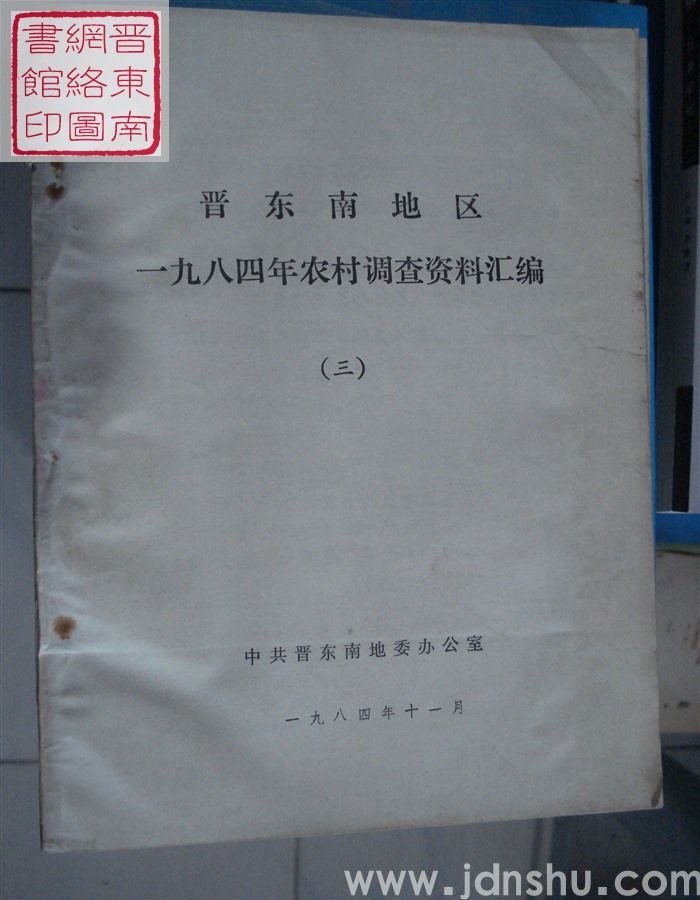 晋東南
網絡圖
書館印
晋东南地区
一九八四年农村调查资料汇编
(三)
中共晋东南地委办公室
一九八四年十一月
www.jdnshu.com